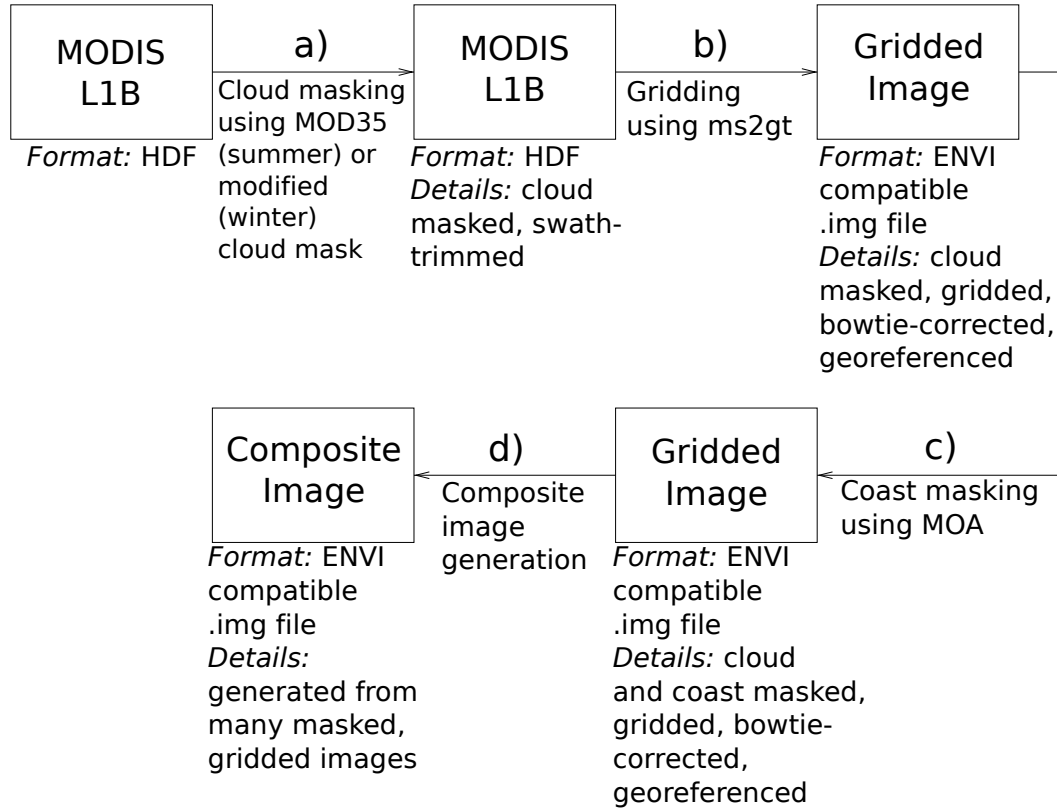 MODIS
L1B
Format: HDF
a)
Cloud masking
using MOD35
(summer) or
modified
(winter)
cloud mask
MODIS
L1B
Format: HDF
Details: cloud
masked, swath-
trimmed
b)
Gridding
using ms2gt
Gridded
Image
Format: ENVI
compatible
.img file
Details: cloud
masked, gridded,
bowtie-corrected,
georeferenced
c)
Coast masking
using MOA
Gridded
Image
Format: ENVI
compatible
.img file
Details: cloud
and coast masked,
gridded, bowtie-
corrected,
georeferenced
d)
Composite
image
generation
Composite
Image
Format: ENVI
compatible
.img file
Details:
generated from
many masked,
gridded images